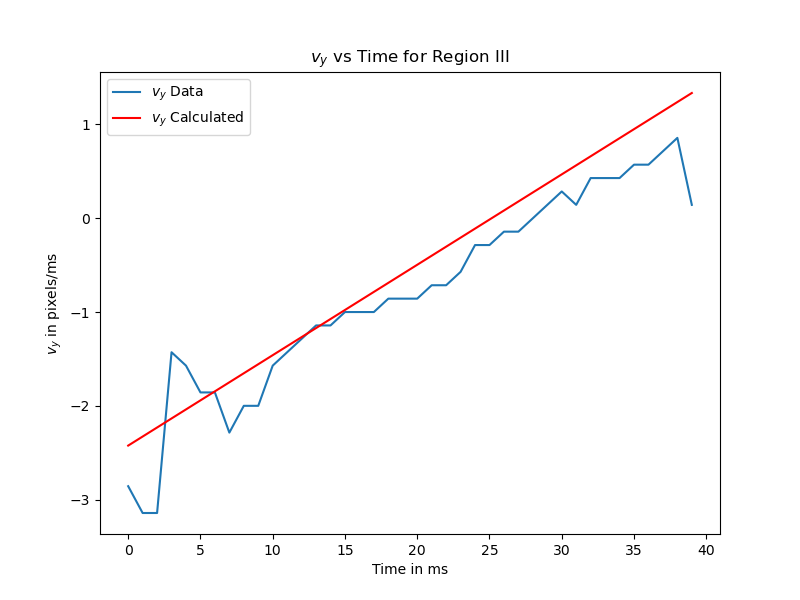 v_y vs Time for Region III
v_y Data
v_y Calculated
v_y in pixels/ms
1
0
−1
−2
−3
0 5 10 15 20 25 30 35 40
Time in ms